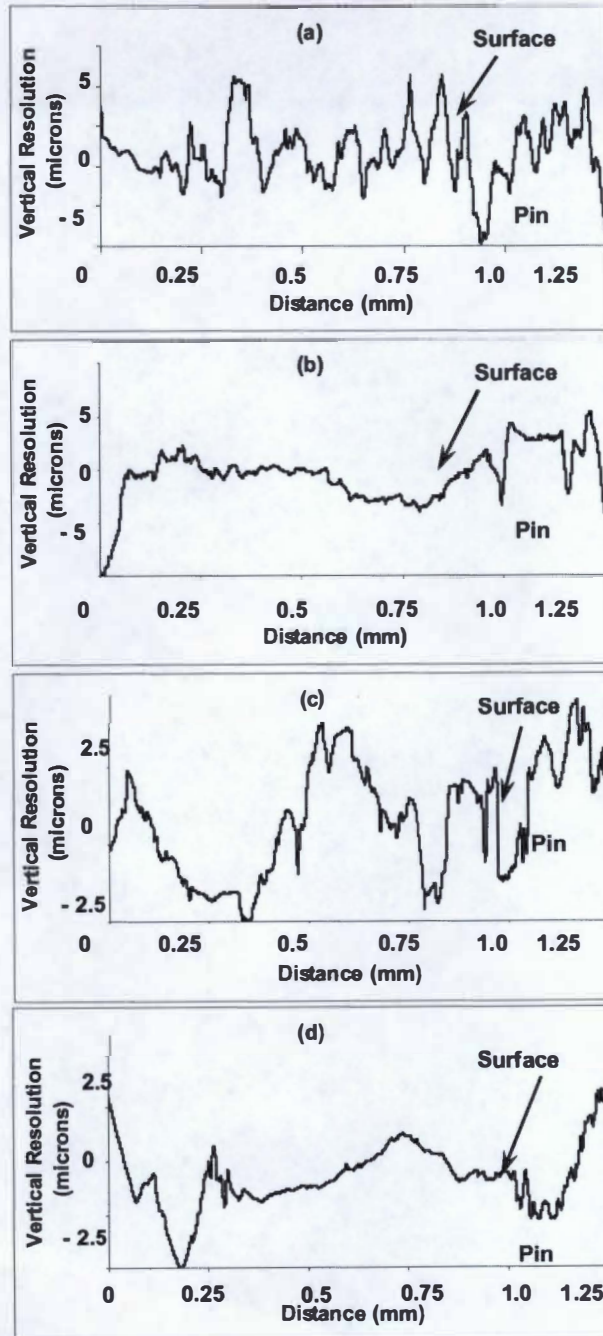 (a)
Surface
Vertical Resolution
(microns)
5
0
- 5
Pin
0 0.25 0.5 0.75 1.0 1.25
Distance (mm)
(b)
Surface
Vertical Resolution
(microns)
5
0
- 5
Pin
0 0.25 0.5 0.75 1.0 1.25
Distance (mm)
(c)
Surface
Vertical Resolution
(microns)
2.5
0
- 2.5
Pin
0 0.25 0.5 0.75 1.0 1.25
Distance (mm)
(d)
Surface
Vertical Resolution
(microns)
2.5
0
- 2.5
Pin
0 0.25 0.5 0.75 1.0 1.25
Distance (mm)